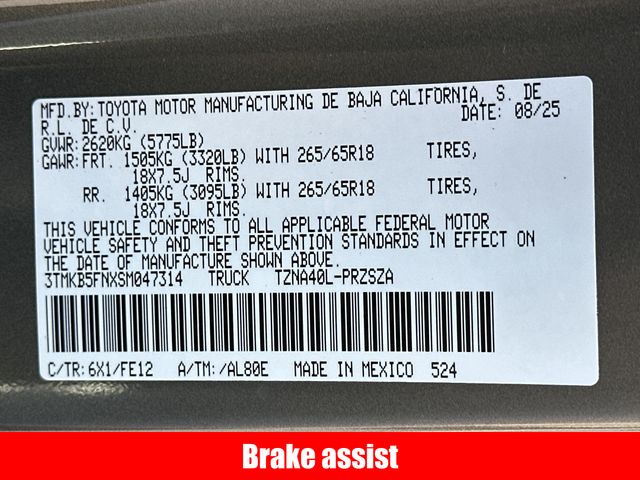 MFD.BY:TOYOTA MOTOR MANUFACTURING DE BAJA CALIFORNIA, S. DE
R.L. DE C.V. DATE: 08/25
GVWR:2620KG (5775LB)
GAWR:FRT. 1505KG (3320LB) WITH 265/65R18 TIRES,
18X7.5J RIMS.
RR. 1405KG (3095LB) WITH 265/65R18 TIRES,
18X7.5J RIMS.
THIS VEHICLE CONFORMS TO ALL APPLICABLE FEDERAL MOTOR
VEHICLE SAFETY AND THEFT PREVENTION STANDARDS IN EFFECT ON
THE DATE OF MANUFACTURE SHOWN ABOVE.
3TMKB5FNXSM047314 TRUCK TZNA40L-PRZSZA
C/TR:6X1/FE12 A/TM:/AL80E MADE IN MEXICO 524
Brake assist